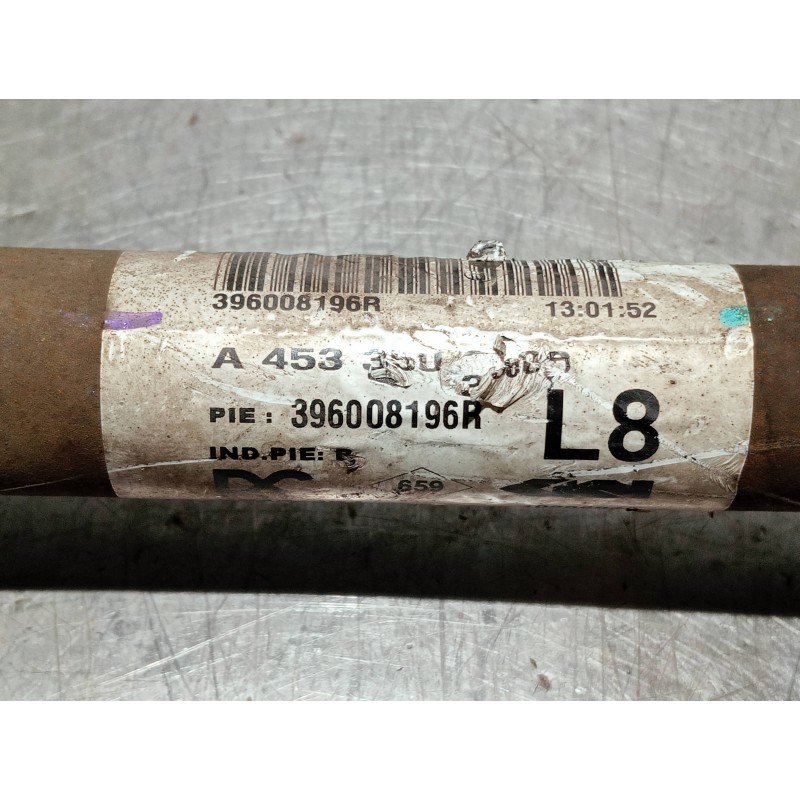 396008196R 13:01:52
A 453
PIE: 396008196R L8
IND.PIE: R
659